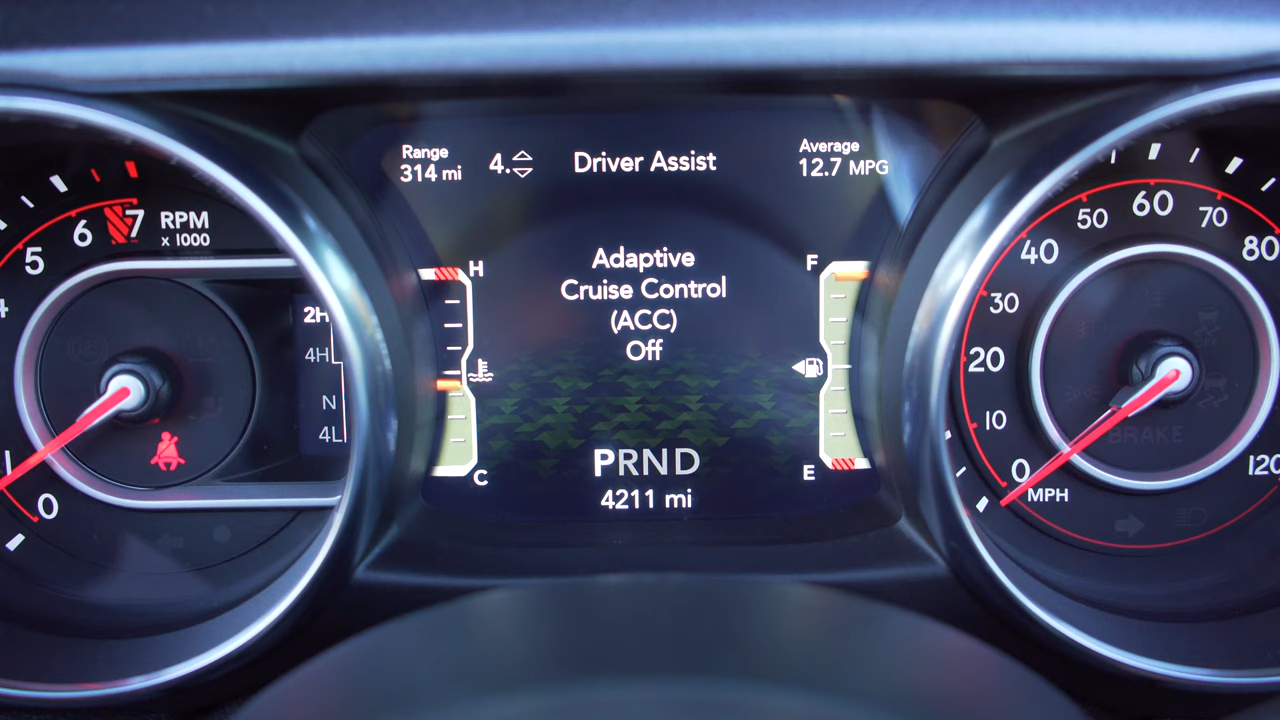 Range
314 mi
4.
Driver Assist
Average
12.7 MPG
Adaptive
Cruise Control
(ACC)
Off
PRND
4211 mi
H
C
F
E
RPM
x 1000
7
6
5
4
1
0
2H
4H
N
4L
0
10
20
30
40
50
60
70
80
120
MPH
BRAKE